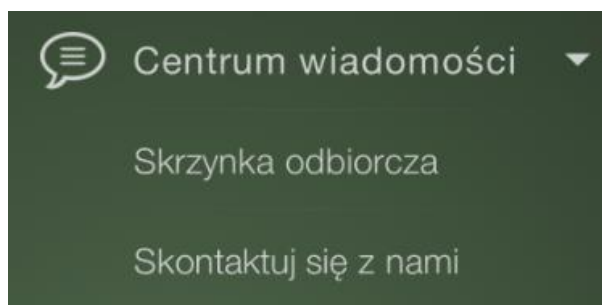 Centrum wiadomości
Skrzynka odbiorcza
Skontaktuj się z nami